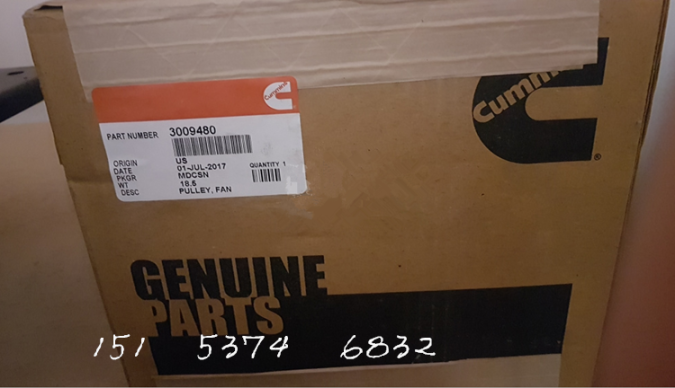 Cummins
Cummins
PART NUMBER 3009480
ORIGIN US
DATE 01-JUL-2017 QUANTITY 1
PKGR MDCSN
WT 18.5
DESC PULLEY, FAN
GENUINE
PARTS
151 5374 6832